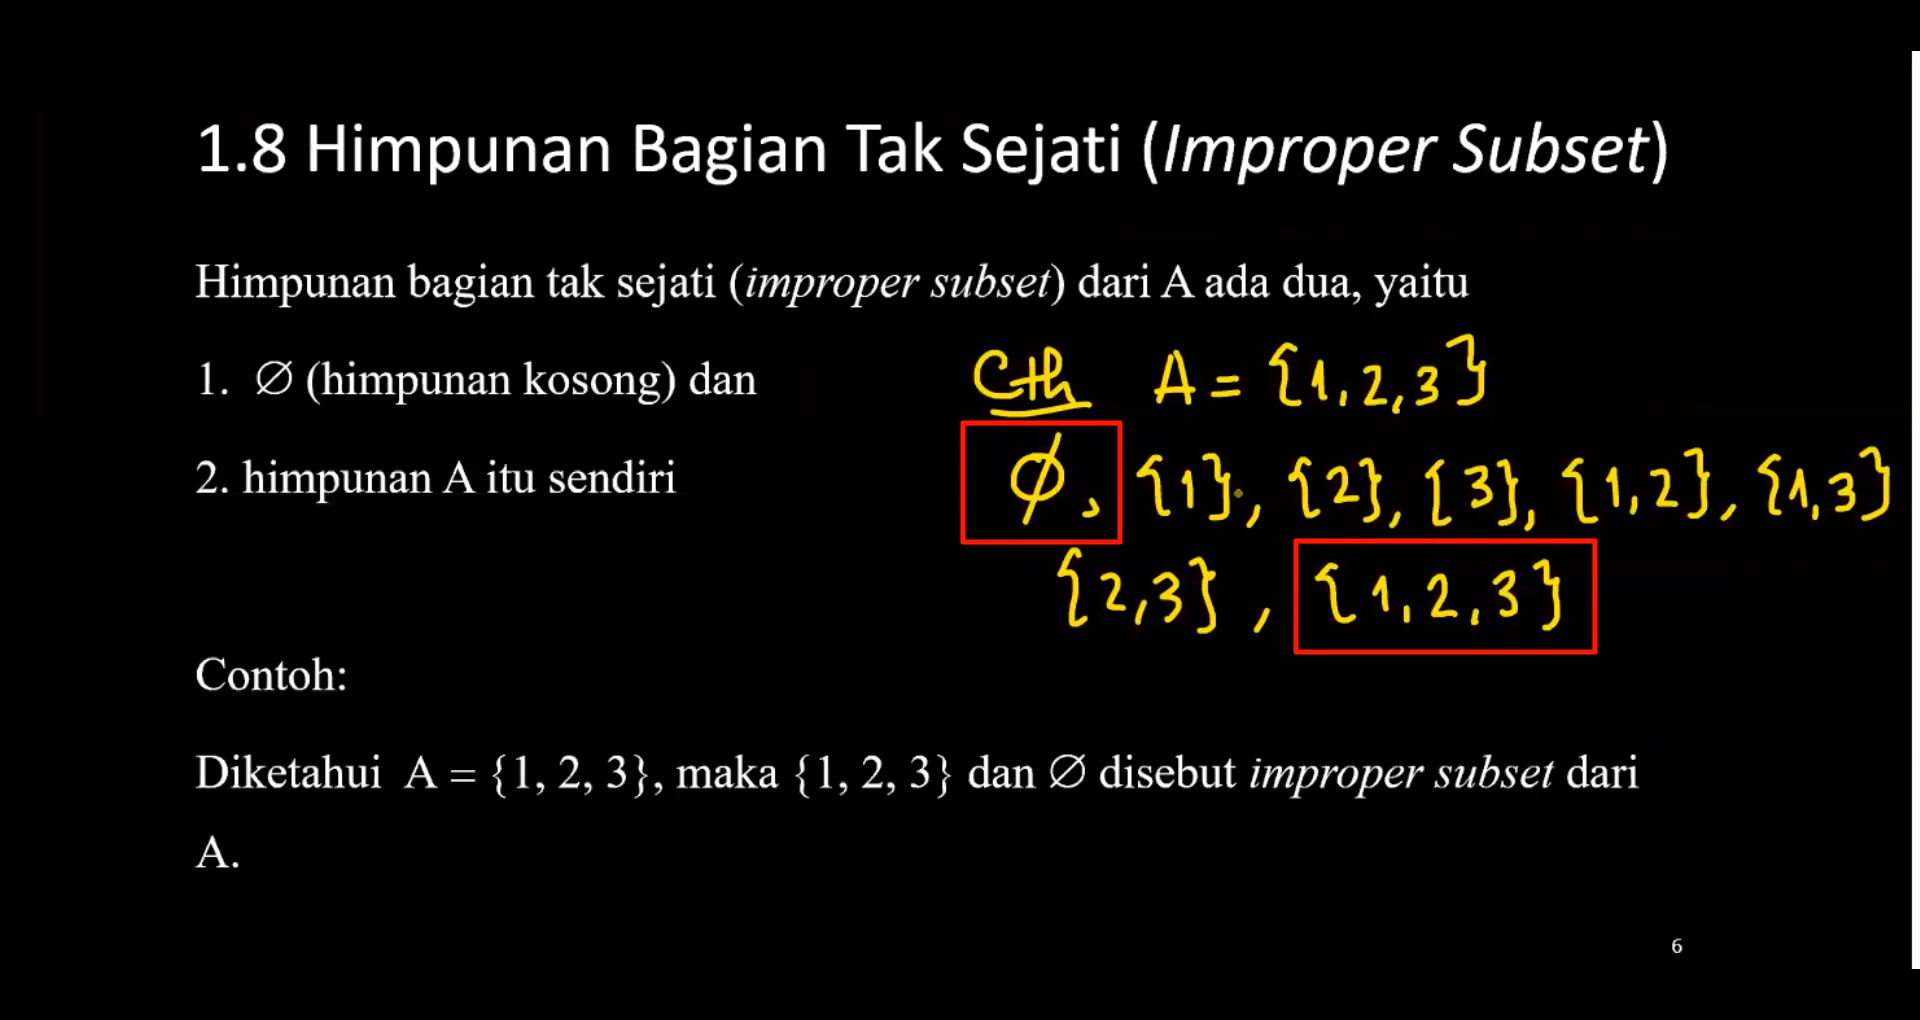 1.8 Himpunan Bagian Tak Sejati (Improper Subset)
Himpunan bagian tak sejati (improper subset) dari A ada dua, yaitu
1. ∅ (himpunan kosong) dan
2. himpunan A itu sendiri
Cth A = {1, 2, 3}
∅, {1}, {2}, {3}, {1, 2}, {1, 3}
{2, 3}, {1, 2, 3}
Contoh:
Diketahui A = {1, 2, 3}, maka {1, 2, 3} dan ∅ disebut improper subset dari
A.
6